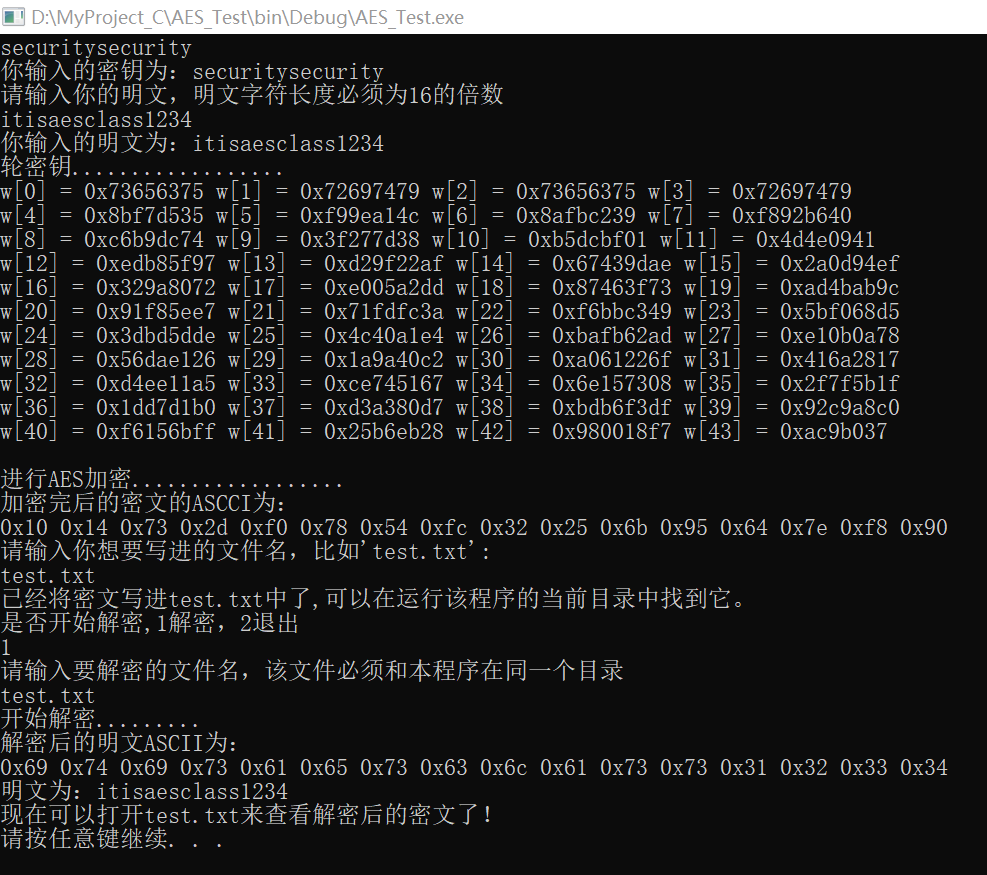 D:\MyProject_C\AES_Test\bin\Debug\AES_Test.exe
securitysecurity
你输入的密钥为：securitysecurity
请输入你的明文，明文字符长度必须为16的倍数
itisaesclass1234
你输入的明文为：itisaesclass1234
轮密钥..................
w[0] = 0x73656375 w[1] = 0x72697479 w[2] = 0x73656375 w[3] = 0x72697479
w[4] = 0x8bf7d535 w[5] = 0xf99ea14c w[6] = 0x8afbc239 w[7] = 0xf892b640
w[8] = 0xc6b9dc74 w[9] = 0x3f277d38 w[10] = 0xb5dcbf01 w[11] = 0x4d4e0941
w[12] = 0xedb85f97 w[13] = 0xd29f22af w[14] = 0x67439dae w[15] = 0x2a0d94ef
w[16] = 0x329a8072 w[17] = 0xe005a2dd w[18] = 0x87463f73 w[19] = 0xad4bab9c
w[20] = 0x91f85ee7 w[21] = 0x71fdfc3a w[22] = 0xf6bbc349 w[23] = 0x5bf068d5
w[24] = 0x3dbd5dde w[25] = 0x4c40a1e4 w[26] = 0xbafb62ad w[27] = 0xe10b0a78
w[28] = 0x56dae126 w[29] = 0x1a9a40c2 w[30] = 0xa061226f w[31] = 0x416a2817
w[32] = 0xd4ee11a5 w[33] = 0xce745167 w[34] = 0x6e157308 w[35] = 0x2f7f5b1f
w[36] = 0x1dd7d1b0 w[37] = 0xd3a380d7 w[38] = 0xbdb6f3df w[39] = 0x92c9a8c0
w[40] = 0xf6156bff w[41] = 0x25b6eb28 w[42] = 0x980018f7 w[43] = 0xac9b037
进行AES加密..................
加密完后的密文的ASCCI为：
0x10 0x14 0x73 0x2d 0xf0 0x78 0x54 0xfc 0x32 0x25 0x6b 0x95 0x64 0x7e 0xf8 0x90
请输入你想要写进的文件名，比如'test.txt':
test.txt
已经将密文写进test.txt中了,可以在运行该程序的当前目录中找到它。
是否开始解密,1解密，2退出
1
请输入要解密的文件名，该文件必须和本程序在同一个目录
test.txt
开始解密.........
解密后的明文ASCII为：
0x69 0x74 0x69 0x73 0x61 0x65 0x73 0x63 0x6c 0x61 0x73 0x73 0x31 0x32 0x33 0x34
明文为：itisaesclass1234
现在可以打开test.txt来查看解密后的密文了！
请按任意键继续. . .